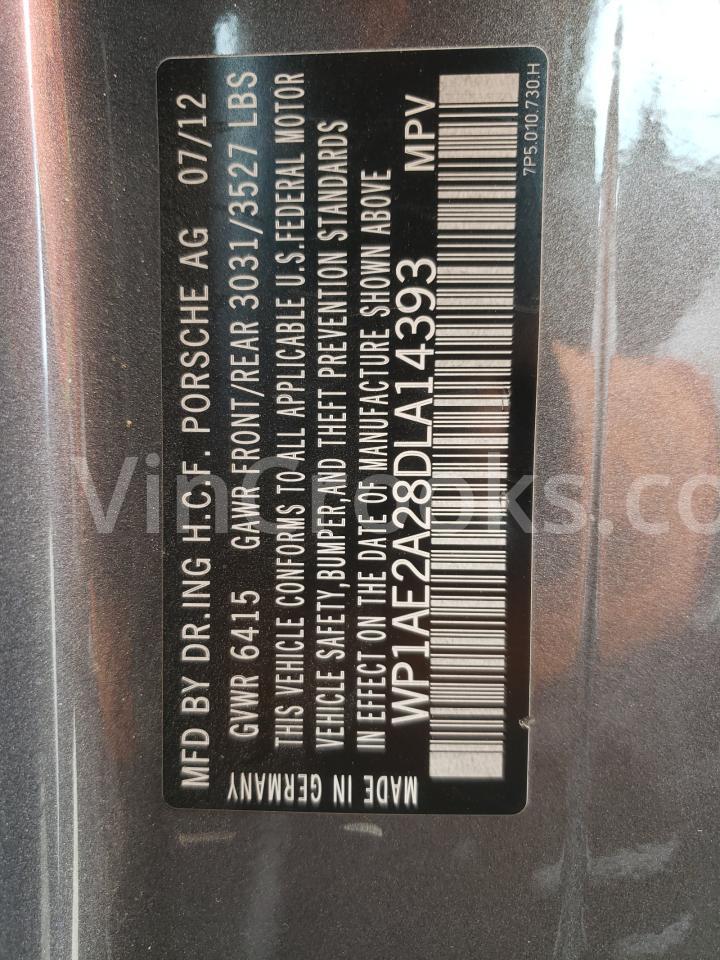 MFD BY DR.ING H.C.F. PORSCHE AG 07/12
GVWR 6415 GAWR FRONT/REAR 3031/3527 LBS
THIS VEHICLE CONFORMS TO ALL APPLICABLE U.S.FEDERAL MOTOR
VEHICLE SAFETY,BUMPER,AND THEFT PREVENTION STANDARDS
IN EFFECT ON THE DATE OF MANUFACTURE SHOWN ABOVE
WP1AE2A28DLA14393 MPV
MADE IN GERMANY
7P5.010.730.H
VinCrooks.co